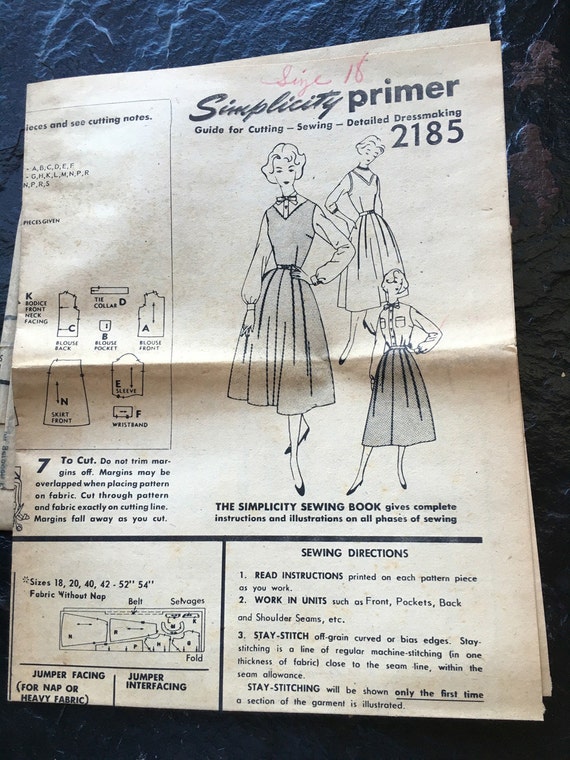 Size 18
Simplicity primer
Guide for Cutting – Sewing – Detailed Dressmaking
2185
ieces and see cutting notes.
- A,B,C,D,E,F
- G,H,K,L,M,N,P,R
N,P,R,S
PIECES GIVEN
K
BODICE
FRONT
NECK
FACING
TIE
COLLAR D
C
BLOUSE
BACK
B
BLOUSE
POCKET
A
BLOUSE
FRONT
N
SKIRT
FRONT
E
SLEEVE
F
WRISTBAND
7 To Cut. Do not trim mar-
gins off. Margins may be
overlapped when placing pattern
on fabric. Cut through pattern
and fabric exactly on cutting line.
Margins fall away as you cut.
THE SIMPLICITY SEWING BOOK gives complete
instructions and illustrations on all phases of sewing
*Sizes 18, 20, 40, 42 - 52" 54"
Fabric Without Nap
Belt
Selvages
Fold
JUMPER FACING
(FOR NAP OR
HEAVY FABRIC)
JUMPER
INTERFACING
SEWING DIRECTIONS
1. READ INSTRUCTIONS printed on each pattern piece
as you work.
2. WORK IN UNITS such as Front, Pockets, Back
and Shoulder Seams, etc.
3. STAY-STITCH off-grain curved or bias edges. Stay-
stitching is a line of regular machine-stitching (in one
thickness of fabric) close to the seam line, within the
seam allowance.
STAY-STITCHING will be shown only the first time
a section of the garment is illustrated.